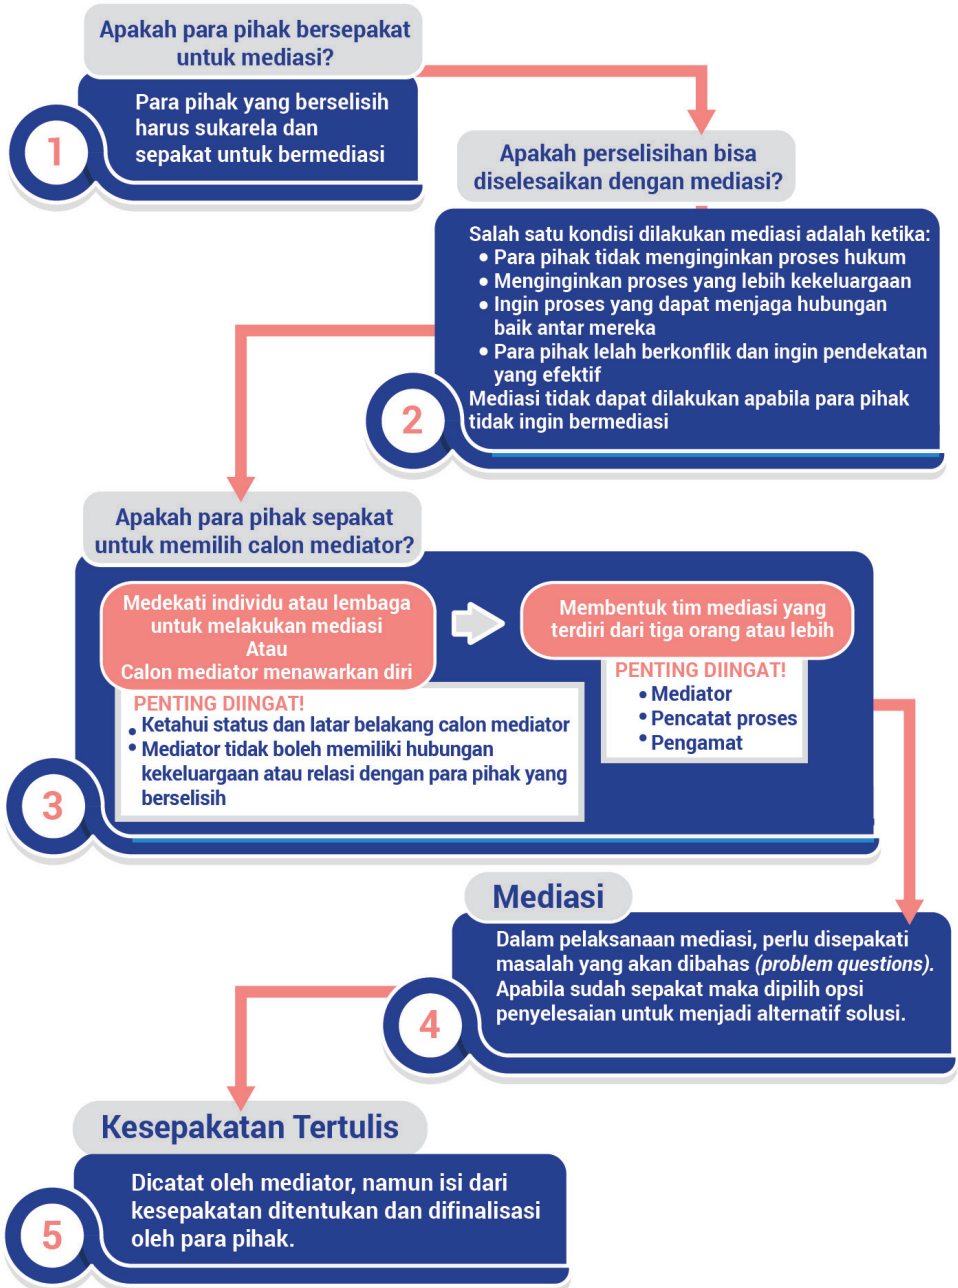 Apakah para pihak bersepakat
untuk mediasi?
1
Para pihak yang berselisih
harus sukarela dan
sepakat untuk bermediasi
Apakah perselisihan bisa
diselesaikan dengan mediasi?
2
Salah satu kondisi dilakukan mediasi adalah ketika:
• Para pihak tidak menginginkan proses hukum
• Menginginkan proses yang lebih kekeluargaan
• Ingin proses yang dapat menjaga hubungan
baik antar mereka
• Para pihak lelah berkonflik dan ingin pendekatan
yang efektif
Mediasi tidak dapat dilakukan apabila para pihak
tidak ingin bermediasi
Apakah para pihak sepakat
untuk memilih calon mediator?
3
Medekati individu atau lembaga
untuk melakukan mediasi
Atau
Calon mediator menawarkan diri
PENTING DIINGAT!
• Ketahui status dan latar belakang calon mediator
• Mediator tidak boleh memiliki hubungan
kekeluargaan atau relasi dengan para pihak yang
berselisih
Membentuk tim mediasi yang
terdiri dari tiga orang atau lebih
PENTING DIINGAT!
• Mediator
• Pencatat proses
• Pengamat
Mediasi
4
Dalam pelaksanaan mediasi, perlu disepakati
masalah yang akan dibahas (problem questions).
Apabila sudah sepakat maka dipilih opsi
penyelesaian untuk menjadi alternatif solusi.
Kesepakatan Tertulis
5
Dicatat oleh mediator, namun isi dari
kesepakatan ditentukan dan difinalisasi
oleh para pihak.